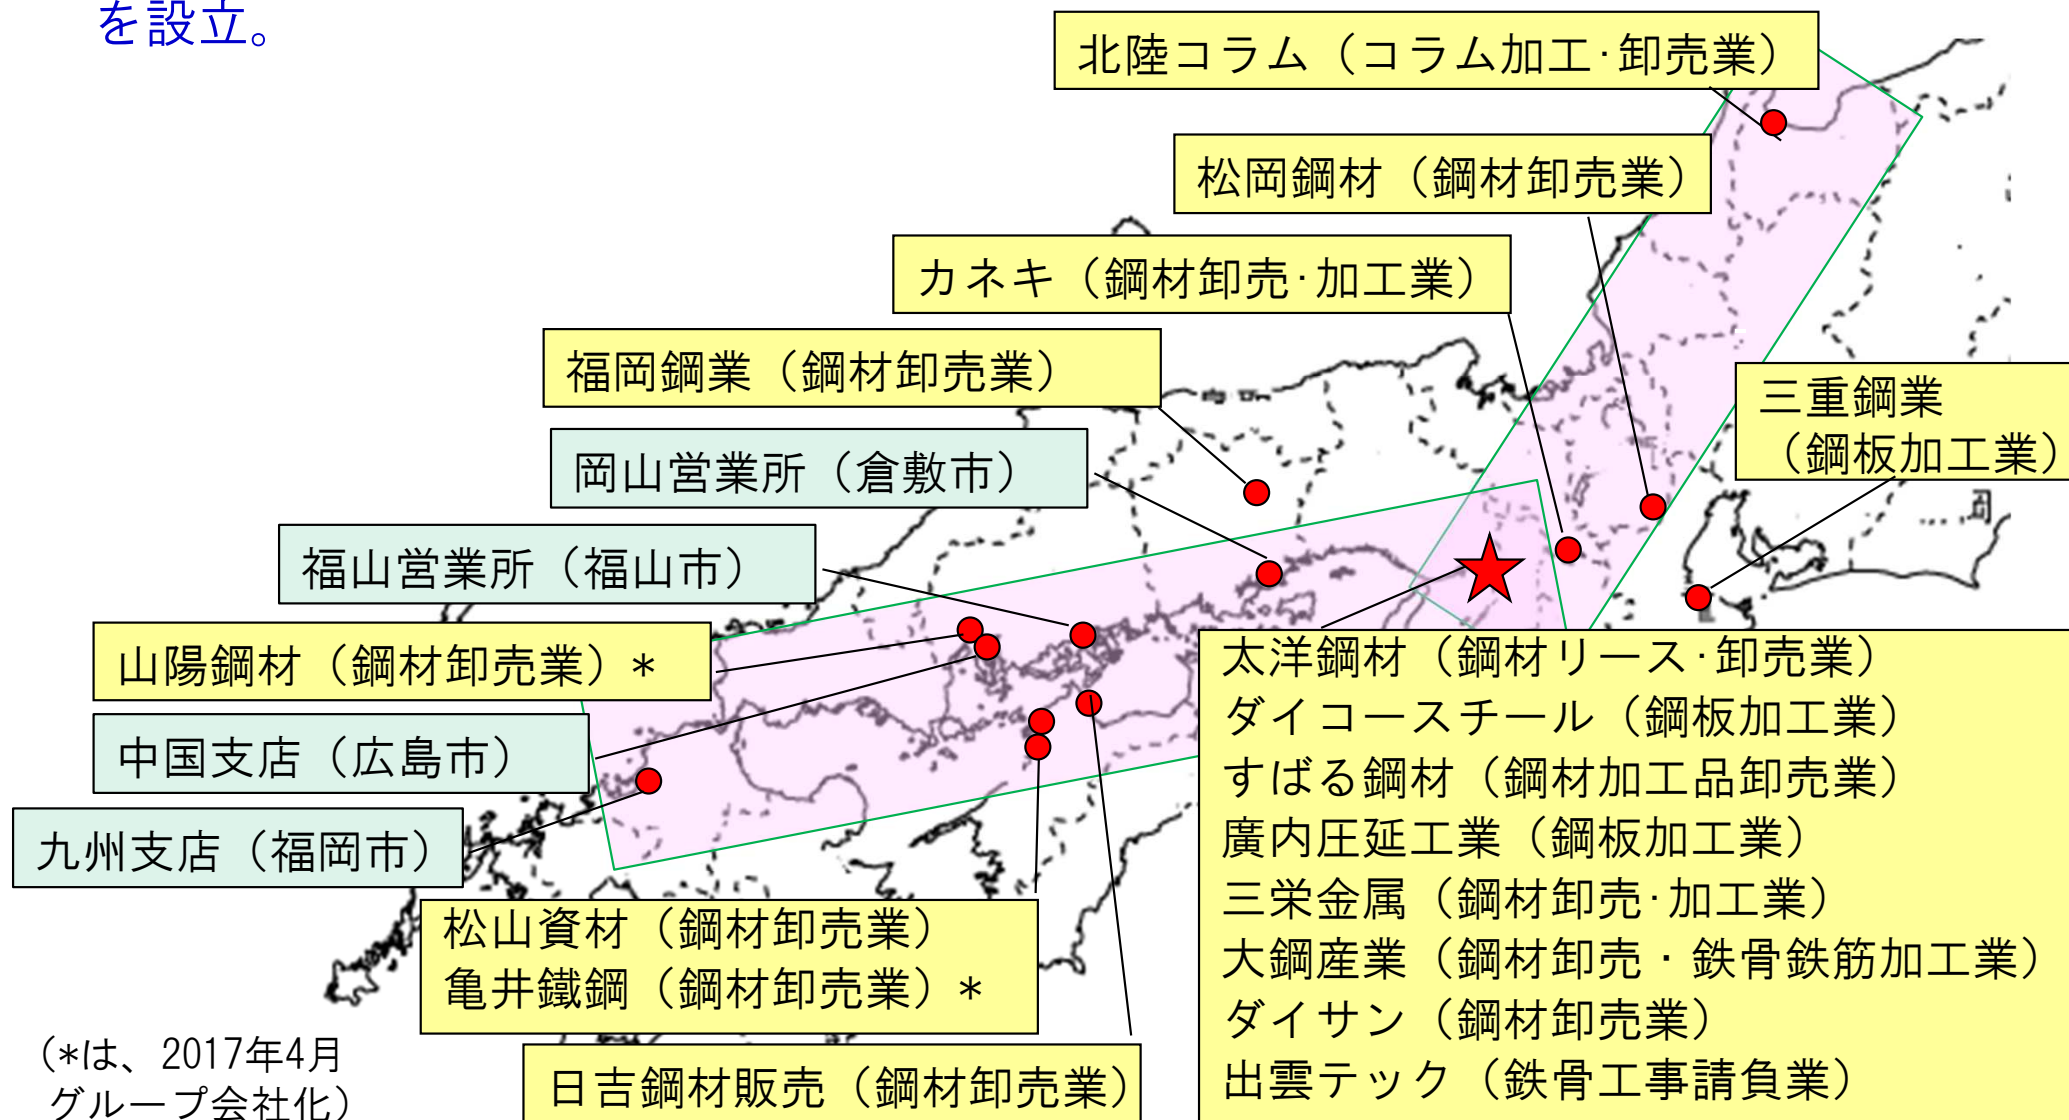 を設立。
北陸コラム（コラム加工･卸売業）
松岡鋼材（鋼材卸売業）
カネキ（鋼材卸売･加工業）
福岡鋼業（鋼材卸売業）
三重鋼業
（鋼板加工業）
岡山営業所（倉敷市）
福山営業所（福山市）
山陽鋼材（鋼材卸売業）*
中国支店（広島市）
九州支店（福岡市）
太洋鋼材（鋼材リース･卸売業）
ダイコースチール（鋼板加工業）
すばる鋼材（鋼材加工品卸売業）
廣内圧延工業（鋼板加工業）
三栄金属（鋼材卸売･加工業）
大鋼産業（鋼材卸売・鉄骨鉄筋加工業）
ダイサン（鋼材卸売業）
出雲テック（鉄骨工事請負業）
松山資材（鋼材卸売業）
亀井鐵鋼（鋼材卸売業）*
日吉鋼材販売（鋼材卸売業）
（*は、2017年4月
グループ会社化）